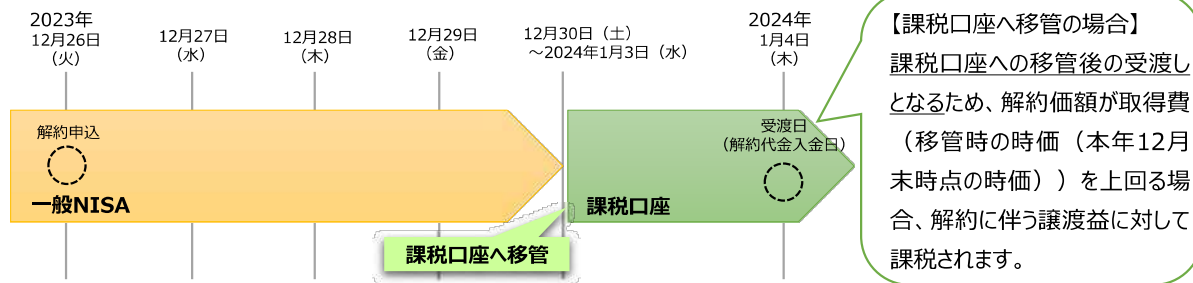 2023年
12月26日
（火）
12月27日
（水）
12月28日
（木）
12月29日
（金）
12月30日（土）
～2024年1月3日（水）
2024年
1月4日
（木）
解約申込
一般NISA
課税口座へ移管
受渡日
（解約代金入金日）
課税口座
【課税口座へ移管の場合】
課税口座への移管後の受渡し
となるため、解約価額が取得費
（移管時の時価（本年12月
末時点の時価））を上回る場
合、解約に伴う譲渡益に対して
課税されます。